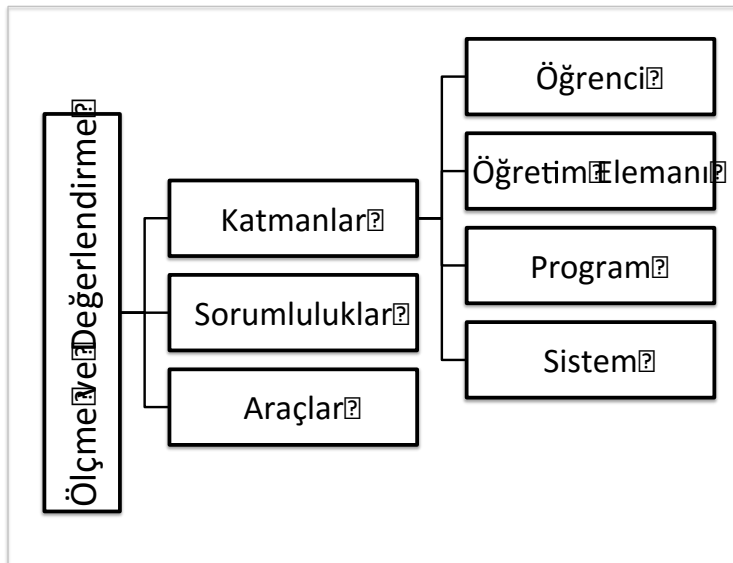 Ölçme ve Değerlendirme
Katmanlar
Sorumluluklar
Araçlar
Öğrenci
Öğretim Elemanı
Program
Sistem